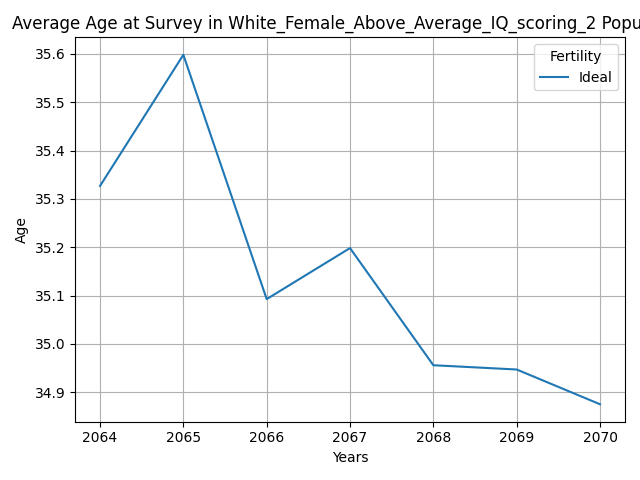 Average Age at Survey in White_Female_Above_Average_IQ_scoring_2 Popu
Fertility
Ideal
Age
35.6
35.5
35.4
35.3
35.2
35.1
35.0
34.9
2064 2065 2066 2067 2068 2069 2070
Years